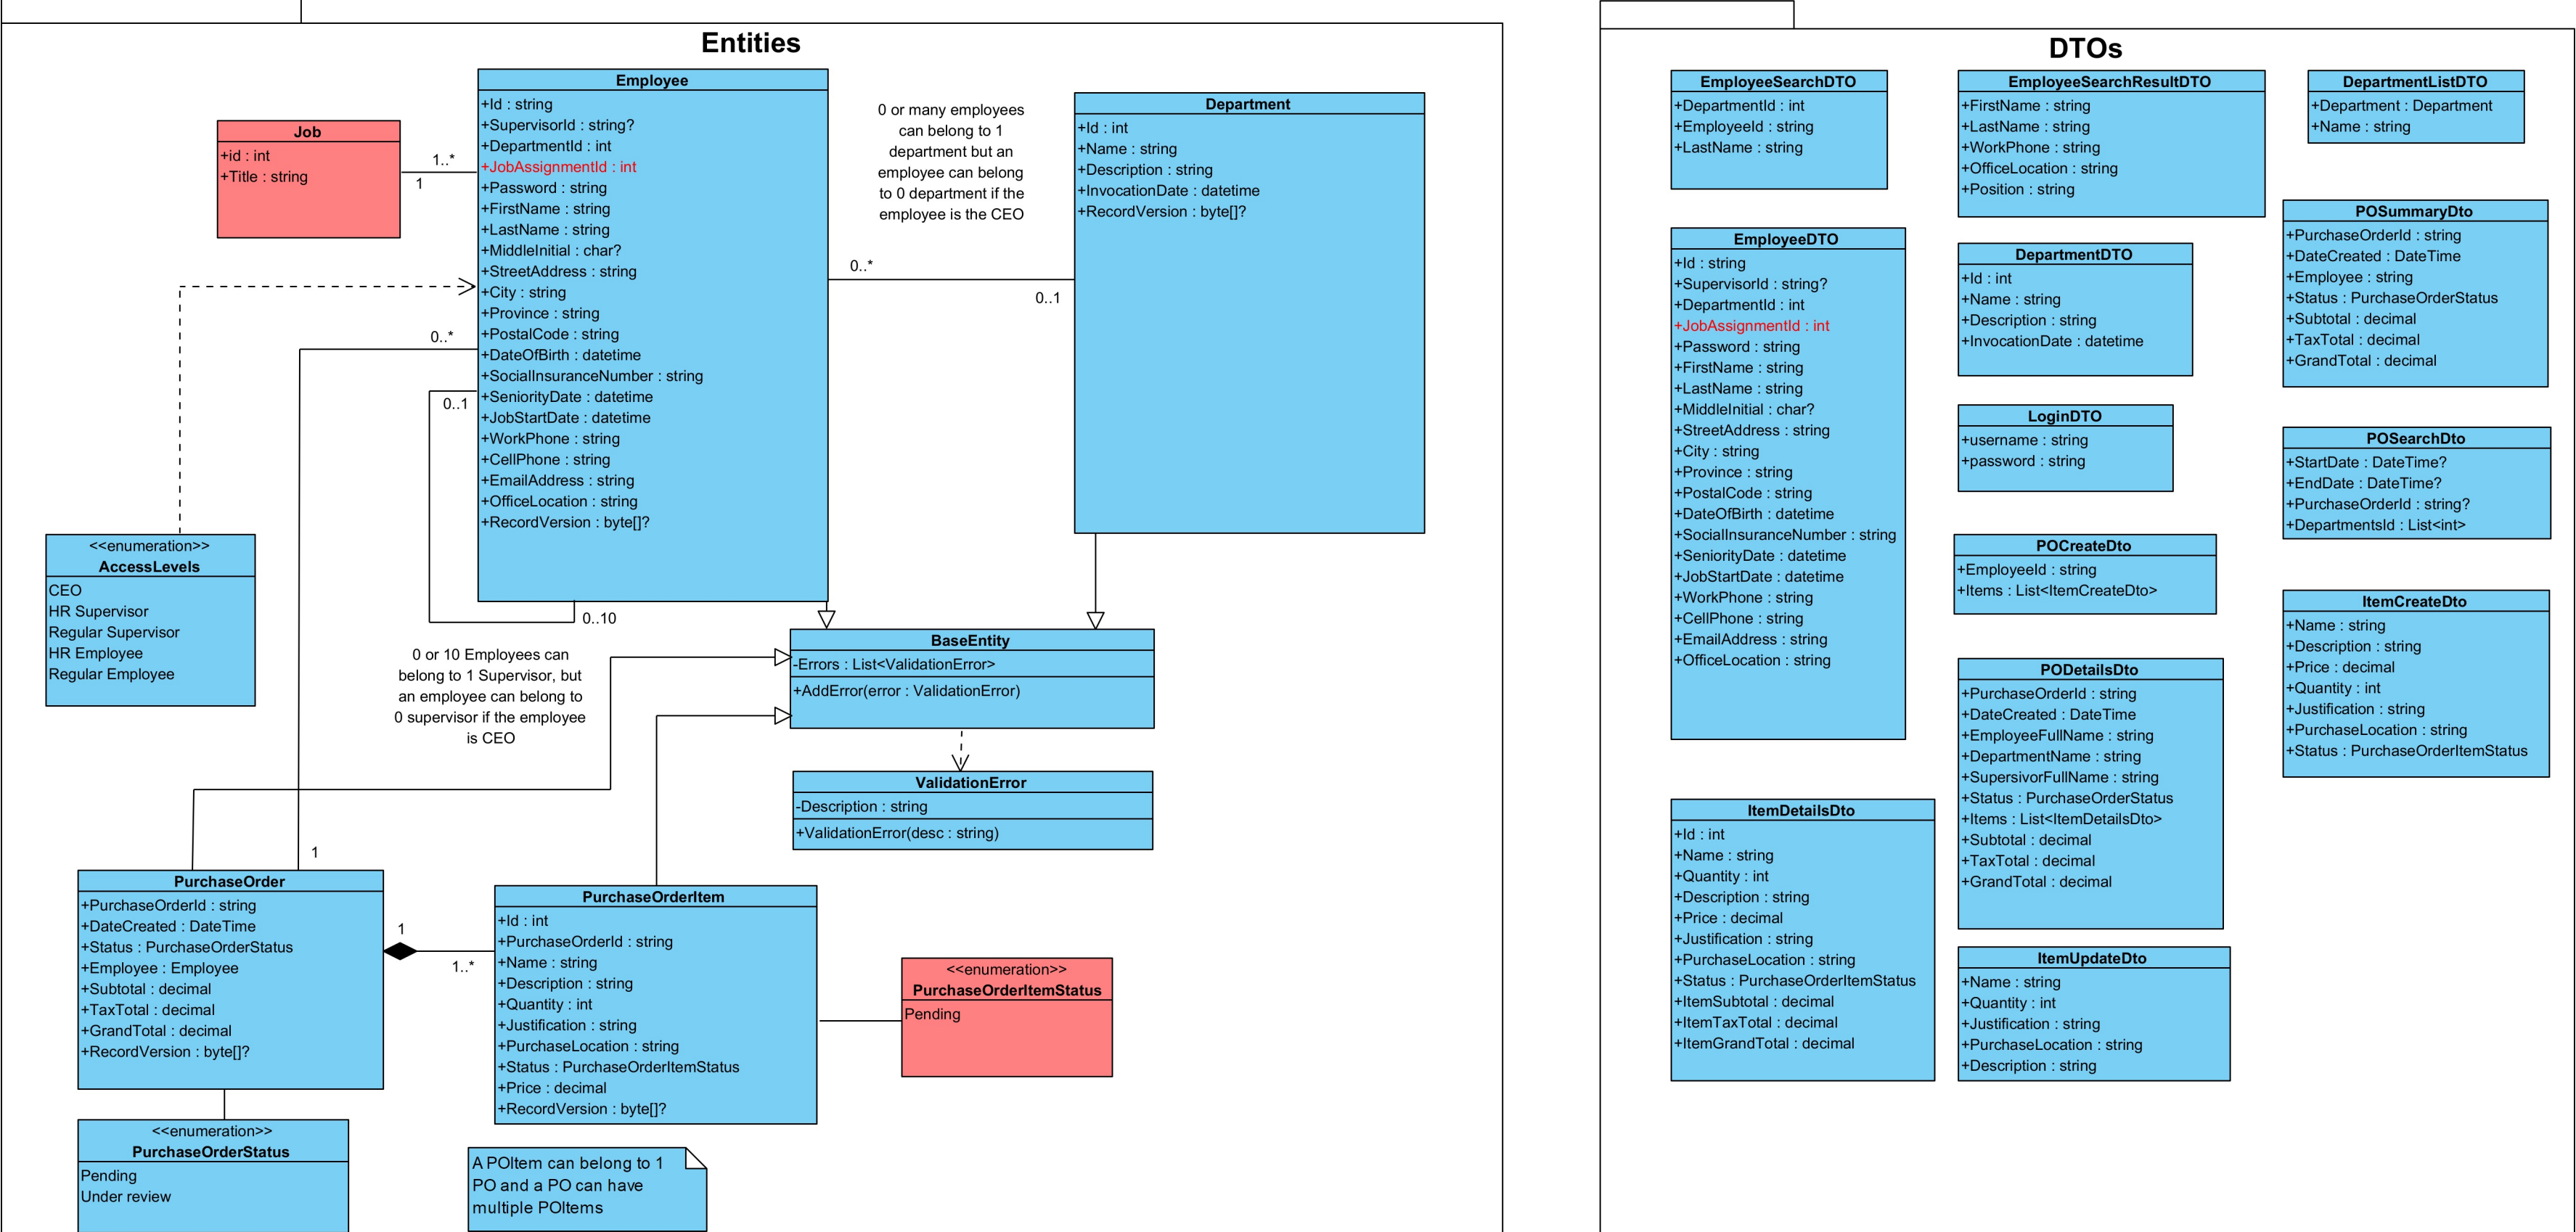 Entities
Employee
+Id : string
+SupervisorId : string?
+DepartmentId : int
+JobAssignmentId : int
+Password : string
+FirstName : string
+LastName : string
+MiddleInitial : char?
+StreetAddress : string
+City : string
+Province : string
+PostalCode : string
+DateOfBirth : datetime
+SocialInsuranceNumber : string
+SeniorityDate : datetime
+JobStartDate : datetime
+WorkPhone : string
+CellPhone : string
+EmailAddress : string
+OfficeLocation : string
+RecordVersion : byte[]?
Job
+id : int
+Title : string
1..*
1
0 or many employees
can belong to 1
department but an
employee can belong
to 0 department if the
employee is the CEO
0..*
0..1
Department
+Id : int
+Name : string
+Description : string
+InvocationDate : datetime
+RecordVersion : byte[]?
0..*
0..1
0..10
<<enumeration>>
AccessLevels
CEO
HR Supervisor
Regular Supervisor
HR Employee
Regular Employee
0 or 10 Employees can
belong to 1 Supervisor, but
an employee can belong to
0 supervisor if the employee
is CEO
BaseEntity
-Errors : List<ValidationError>
+AddError(error : ValidationError)
ValidationError
-Description : string
+ValidationError(desc : string)
1
PurchaseOrder
+PurchaseOrderId : string
+DateCreated : DateTime
+Status : PurchaseOrderStatus
+Employee : Employee
+Subtotal : decimal
+TaxTotal : decimal
+GrandTotal : decimal
+RecordVersion : byte[]?
1
1..*
PurchaseOrderItem
+Id : int
+PurchaseOrderId : string
+Name : string
+Description : string
+Quantity : int
+Justification : string
+PurchaseLocation : string
+Status : PurchaseOrderItemStatus
+Price : decimal
+RecordVersion : byte[]?
<<enumeration>>
PurchaseOrderItemStatus
Pending
<<enumeration>>
PurchaseOrderStatus
Pending
Under review
A POItem can belong to 1
PO and a PO can have
multiple POItems
DTOs
EmployeeSearchDTO
+DepartmentId : int
+EmployeeId : string
+LastName : string
EmployeeSearchResultDTO
+FirstName : string
+LastName : string
+WorkPhone : string
+OfficeLocation : string
+Position : string
DepartmentListDTO
+Department : Department
+Name : string
EmployeeDTO
+Id : string
+SupervisorId : string?
+DepartmentId : int
+JobAssignmentId : int
+Password : string
+FirstName : string
+LastName : string
+MiddleInitial : char?
+StreetAddress : string
+City : string
+Province : string
+PostalCode : string
+DateOfBirth : datetime
+SocialInsuranceNumber : string
+SeniorityDate : datetime
+JobStartDate : datetime
+WorkPhone : string
+CellPhone : string
+EmailAddress : string
+OfficeLocation : string
DepartmentDTO
+Id : int
+Name : string
+Description : string
+InvocationDate : datetime
POSummaryDto
+PurchaseOrderId : string
+DateCreated : DateTime
+Employee : string
+Status : PurchaseOrderStatus
+Subtotal : decimal
+TaxTotal : decimal
+GrandTotal : decimal
LoginDTO
+username : string
+password : string
POSearchDto
+StartDate : DateTime?
+EndDate : DateTime?
+PurchaseOrderId : string?
+DepartmentsId : List<int>
POCreateDto
+EmployeeId : string
+Items : List<ItemCreateDto>
ItemCreateDto
+Name : string
+Description : string
+Price : decimal
+Quantity : int
+Justification : string
+PurchaseLocation : string
+Status : PurchaseOrderItemStatus
PODetailsDto
+PurchaseOrderId : string
+DateCreated : DateTime
+EmployeeFullName : string
+DepartmentName : string
+SupersivorFullName : string
+Status : PurchaseOrderStatus
+Items : List<ItemDetailsDto>
+Subtotal : decimal
+TaxTotal : decimal
+GrandTotal : decimal
ItemDetailsDto
+Id : int
+Name : string
+Quantity : int
+Description : string
+Price : decimal
+Justification : string
+PurchaseLocation : string
+Status : PurchaseOrderItemStatus
+ItemSubtotal : decimal
+ItemTaxTotal : decimal
+ItemGrandTotal : decimal
ItemUpdateDto
+Name : string
+Quantity : int
+Justification : string
+PurchaseLocation : string
+Description : string